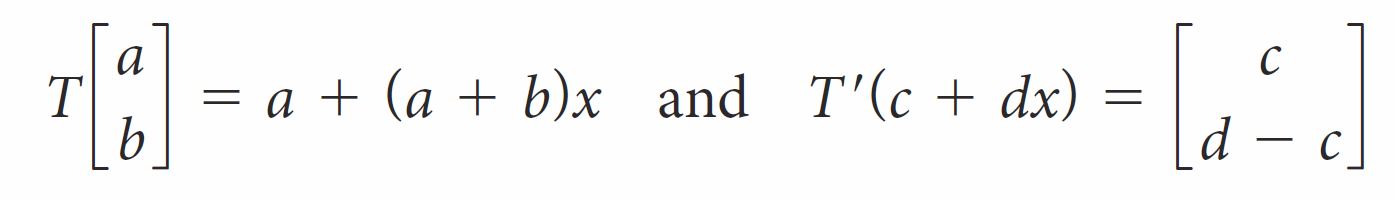 T[a b] = a + (a + b)x and T′(c + dx) = [c d − c]